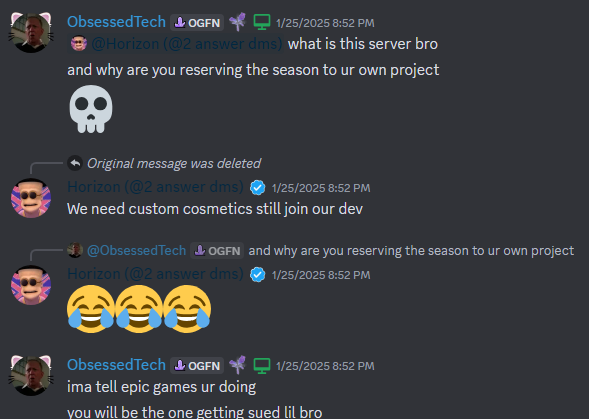 ObsessedTech OGFN 1/25/2025 8:52 PM
@Horizon (@2 answer dms) what is this server bro
and why are you reserving the season to ur own project
Original message was deleted
Horizon (@2 answer dms) 1/25/2025 8:52 PM
We need custom cosmetics still join our dev
@ObsessedTech OGFN and why are you reserving the season to ur own project
Horizon (@2 answer dms) 1/25/2025 8:52 PM
ObsessedTech OGFN 1/25/2025 8:52 PM
ima tell epic games ur doing
you will be the one getting sued lil bro